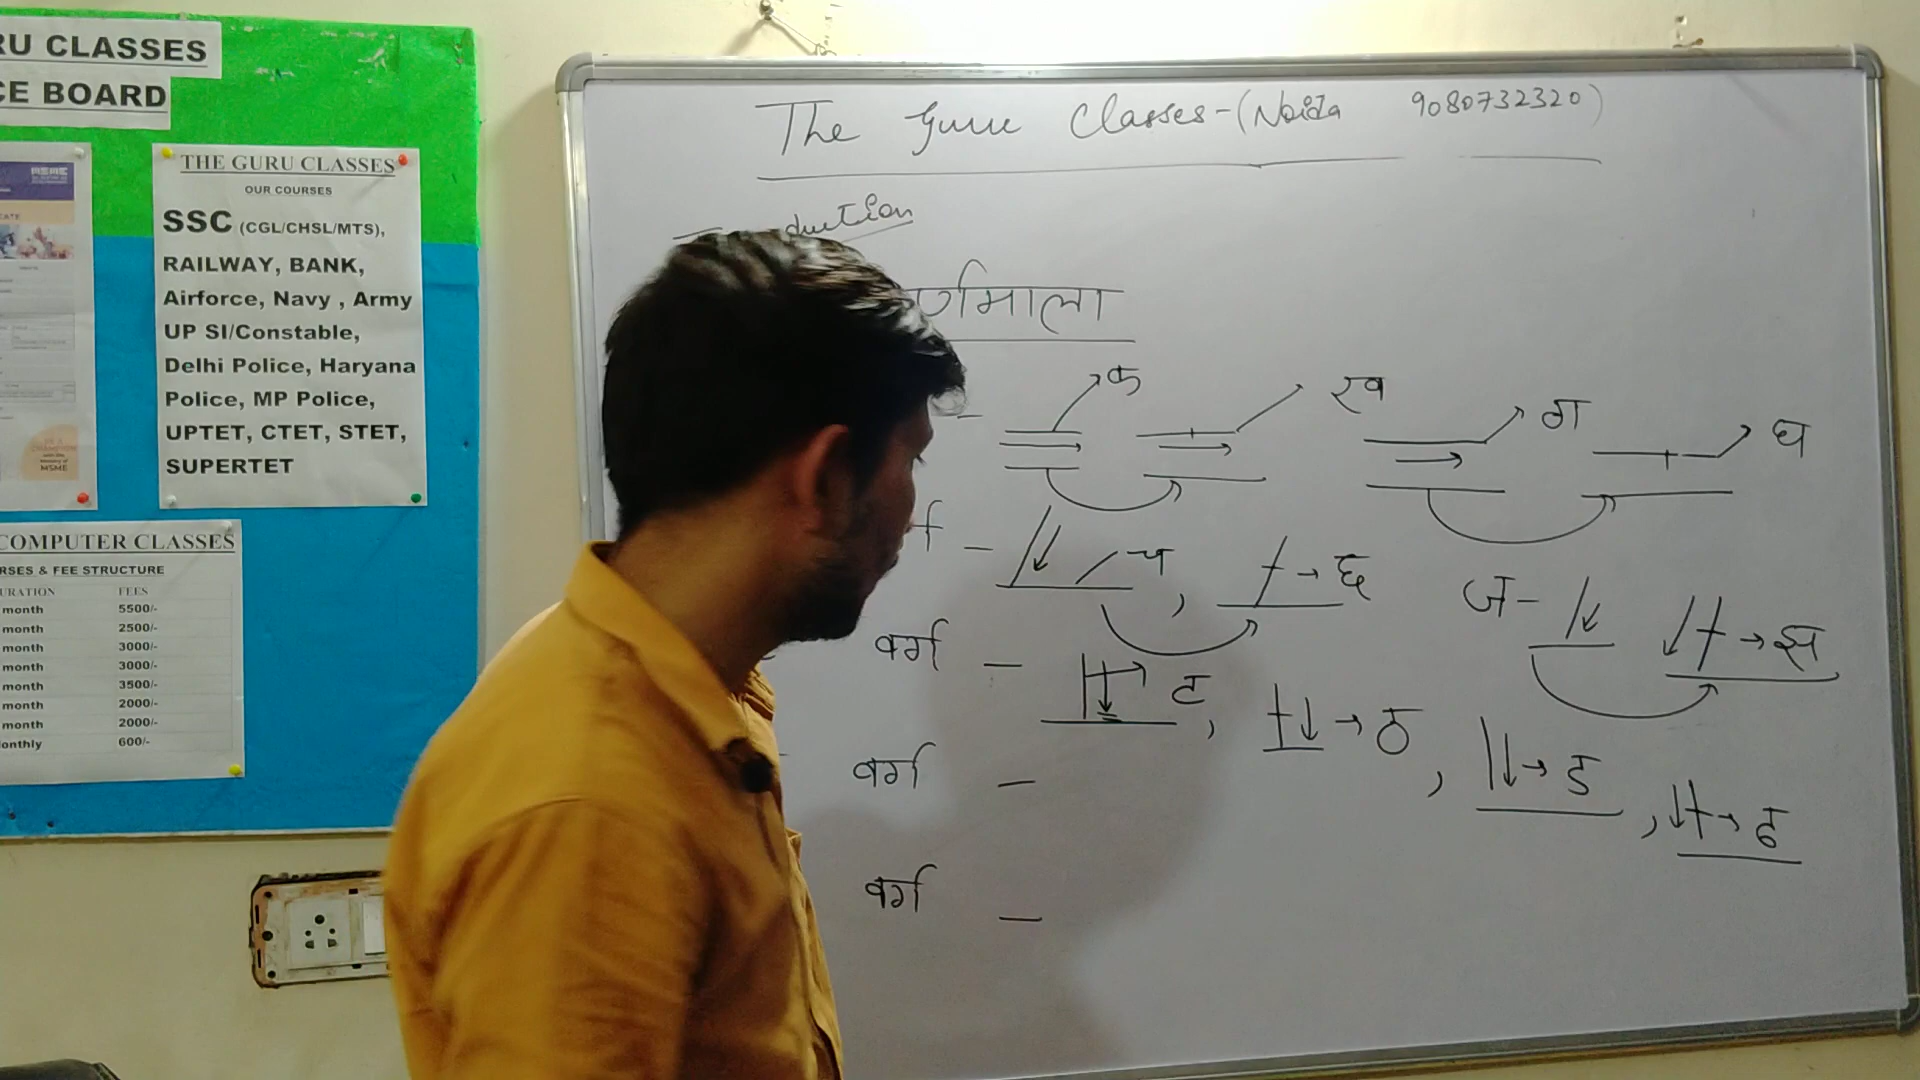 RU CLASSES
CE BOARD
THE GURU CLASSES
OUR COURSES
SSC (CGL/CHSL/MTS),
RAILWAY, BANK,
Airforce, Navy , Army
UP SI/Constable,
Delhi Police, Haryana
Police, MP Police,
UPTET, CTET, STET,
SUPERTET
COMPUTER CLASSES
RSES & FEE STRUCTURE
URATION FEES
month 5500/-
month 2500/-
month 3000/-
month 3000/-
month 3500/-
month 2000/-
month 2000/-
onthly 600/-
MSME
The Guru Classes-(Noida 9080732320)
duction
र्णमाला
क ख ग घ
च , छ ज - झ
वर्ग - ट , ठ , ड , ढ
वर्ग -
वर्ग -